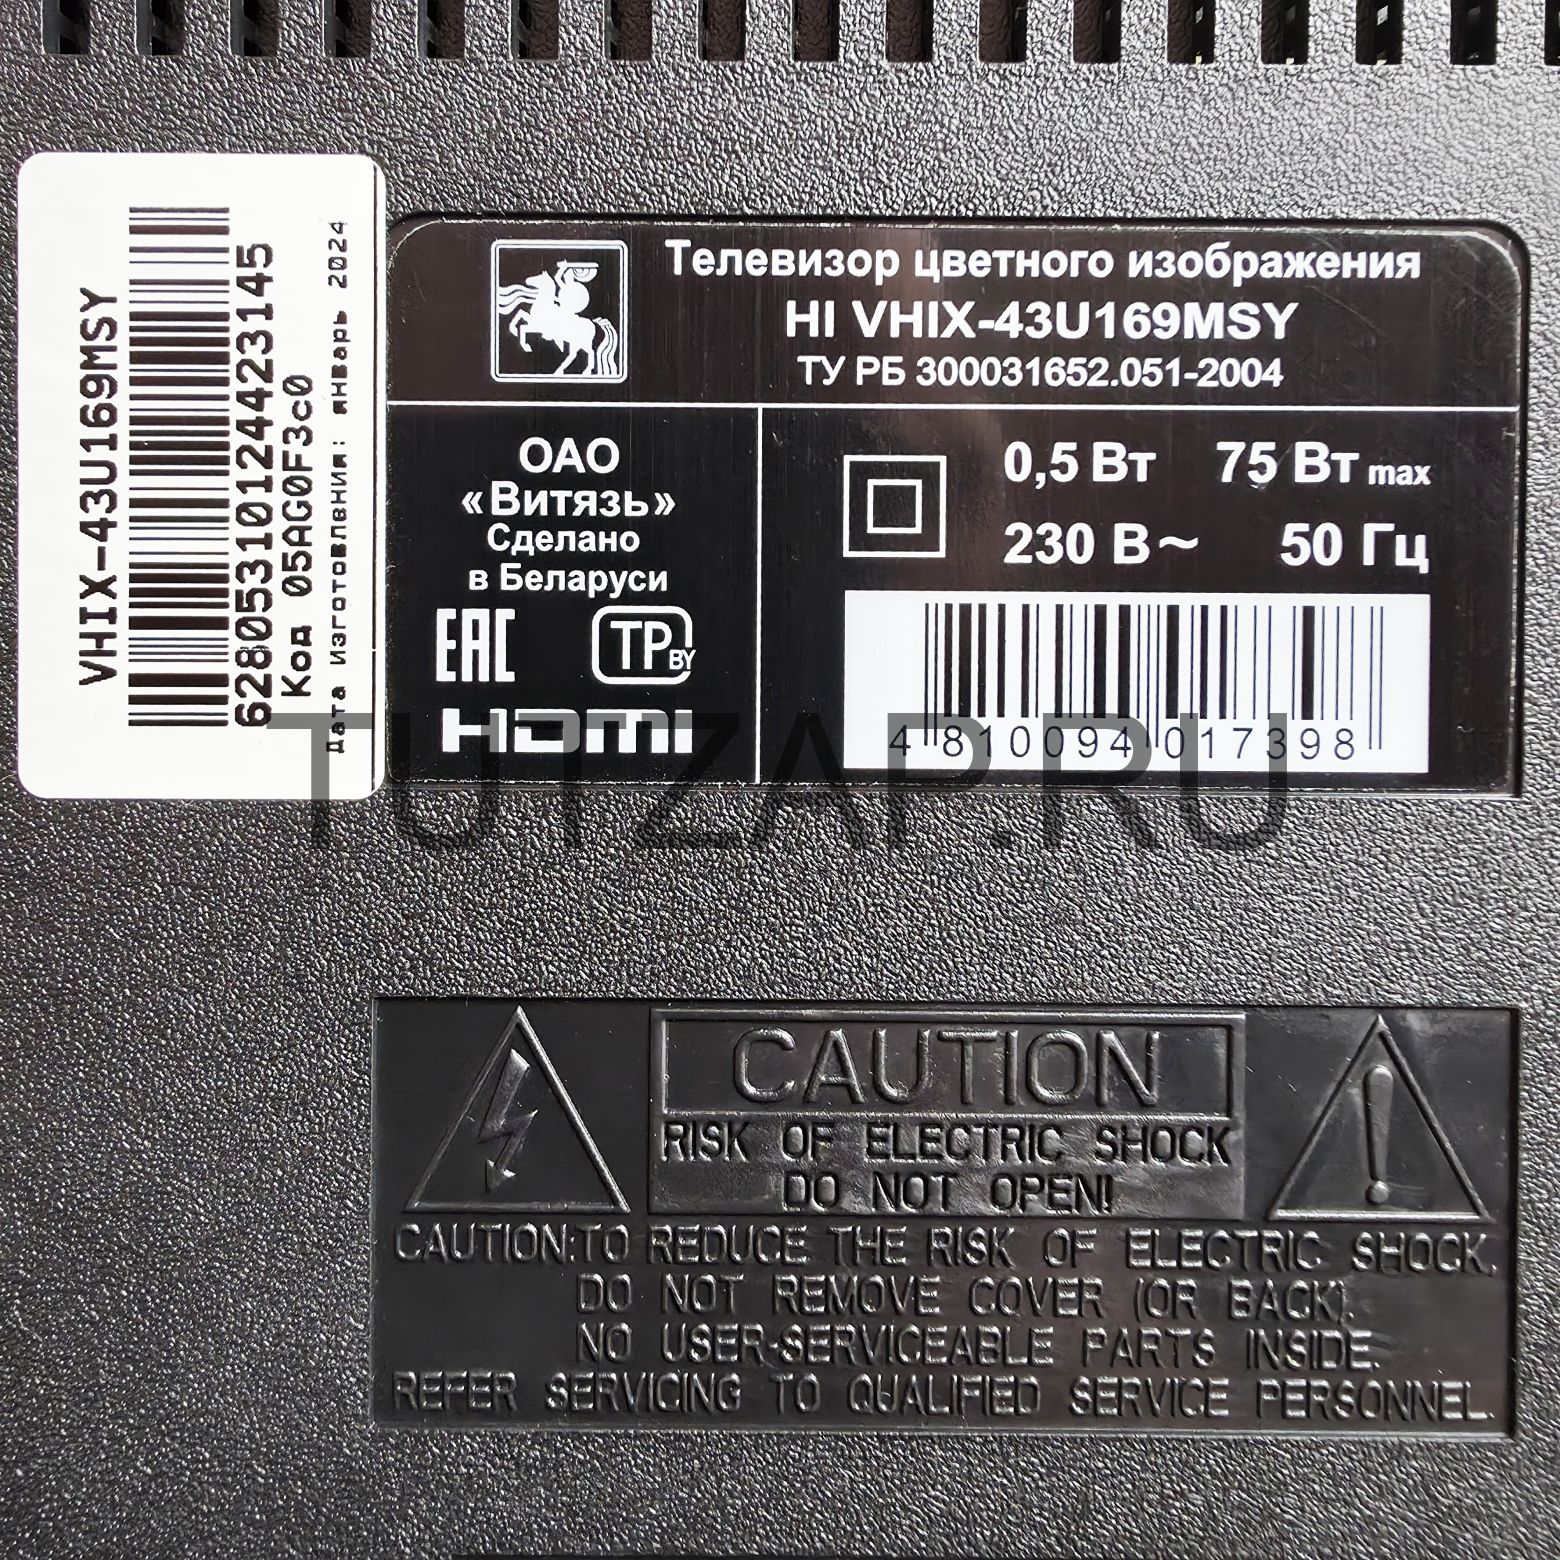 VHIX-43U169MSY
62805310124423145
Код 05AG0F3c0
Дата изготовления: январь 2024
Телевизор цветного изображения
HI VHIX-43U169MSY
ТУ РБ 300031652.051-2004
ОАО
«Витязь»
Сделано
в Беларуси
EAC
TP BY
HDMI
0,5 Вт 75 Вт max
230 В~ 50 Гц
4 810094 017398
TUTZAP.RU
CAUTION
RISK OF ELECTRIC SHOCK
DO NOT OPEN!
CAUTION:TO REDUCE THE RISK OF ELECTRIC SHOCK,
DO NOT REMOVE COVER (OR BACK).
NO USER-SERVICEABLE PARTS INSIDE.
REFER SERVICING TO QUALIFIED SERVICE PERSONNEL.